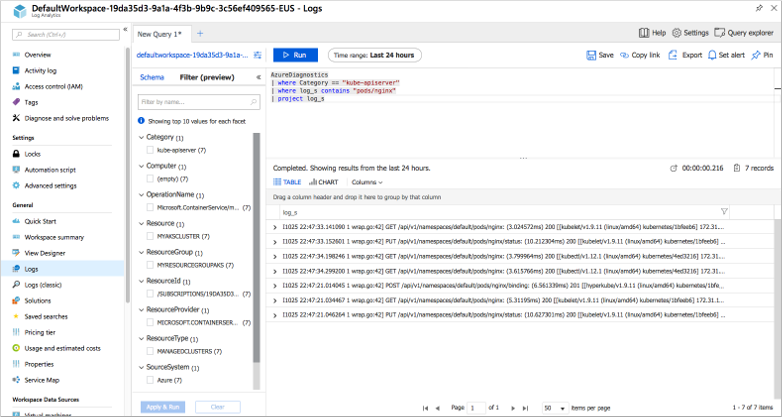 DefaultWorkspace-19da35d3-9a1a-4f3b-9b9c-3c56ef409565-EUS - Logs
Log Analytics
Search (Ctrl+/)
Overview
Activity log
Access control (IAM)
Tags
Diagnose and solve problems
Settings
Locks
Automation script
Advanced settings
General
Quick Start
Workspace summary
View Designer
Logs
Logs (classic)
Solutions
Saved searches
Pricing tier
Usage and estimated costs
Properties
Service Map
Workspace Data Sources
Virtual machines
New Query 1*
+
Help
Settings
Query explorer
defaultworkspace-19da35d3-9a1a-...
Run
Time range: Last 24 hours
Save
Copy link
Export
Set alert
Pin
Schema
Filter (preview)
Filter by name...
Showing top 10 values for each facet
Category (1)
kube-apiserver (7)
Computer (1)
(empty) (7)
OperationName (1)
Microsoft.ContainerService/m...
Resource (1)
MYAKSCLUSTER (7)
ResourceGroup (1)
MYRESOURCEGROUPAKS (7)
ResourceId (1)
/SUBSCRIPTIONS/19DA35D3...
ResourceProvider (1)
MICROSOFT.CONTAINERSER...
ResourceType (1)
MANAGEDCLUSTERS (7)
SourceSystem (1)
Azure (7)
Apply & Run
Clear
AzureDiagnostics
| where Category == "kube-apiserver"
| where log_s contains "pods/nginx"
| project log_s
Completed. Showing results from the last 24 hours.
00:00:00.216
7 records
TABLE
CHART
Columns
Drag a column header and drop it here to group by that column
log_s
I1025 22:47:33.141090 1 wrap.go:42] GET /api/v1/namespaces/default/pods/nginx: (3.024572ms) 200 [[kubelet/v1.9.11 (linux/amd64) kubernetes/1bfeeb6] 172.31.1...
I1025 22:47:33.152601 1 wrap.go:42] PUT /api/v1/namespaces/default/pods/nginx/status: (10.212304ms) 200 [[kubelet/v1.9.11 (linux/amd64) kubernetes/1bfeeb6] ...
I1025 22:47:34.198246 1 wrap.go:42] GET /api/v1/namespaces/default/pods/nginx: (3.799964ms) 200 [[kubectl/v1.12.1 (linux/amd64) kubernetes/4ed3216] 172.31...
I1025 22:47:34.299200 1 wrap.go:42] GET /api/v1/namespaces/default/pods/nginx: (3.615766ms) 200 [[kubectl/v1.12.1 (linux/amd64) kubernetes/4ed3216] 172.31...
I1025 22:47:21.014045 1 wrap.go:42] POST /api/v1/namespaces/default/pods/nginx/binding: (6.561339ms) 201 [[hyperkube/v1.9.11 (linux/amd64) kubernetes/1bfe...
I1025 22:47:21.034467 1 wrap.go:42] GET /api/v1/namespaces/default/pods/nginx: (5.31195ms) 200 [[kubelet/v1.9.11 (linux/amd64) kubernetes/1bfeeb6] 172.31.1...
I1025 22:47:21.046264 1 wrap.go:42] PUT /api/v1/namespaces/default/pods/nginx/status: (10.627301ms) 200 [[kubelet/v1.9.11 (linux/amd64) kubernetes/1bfeeb6] ...
Page 1 of 1
50 items per page
1 - 7 of 7 items